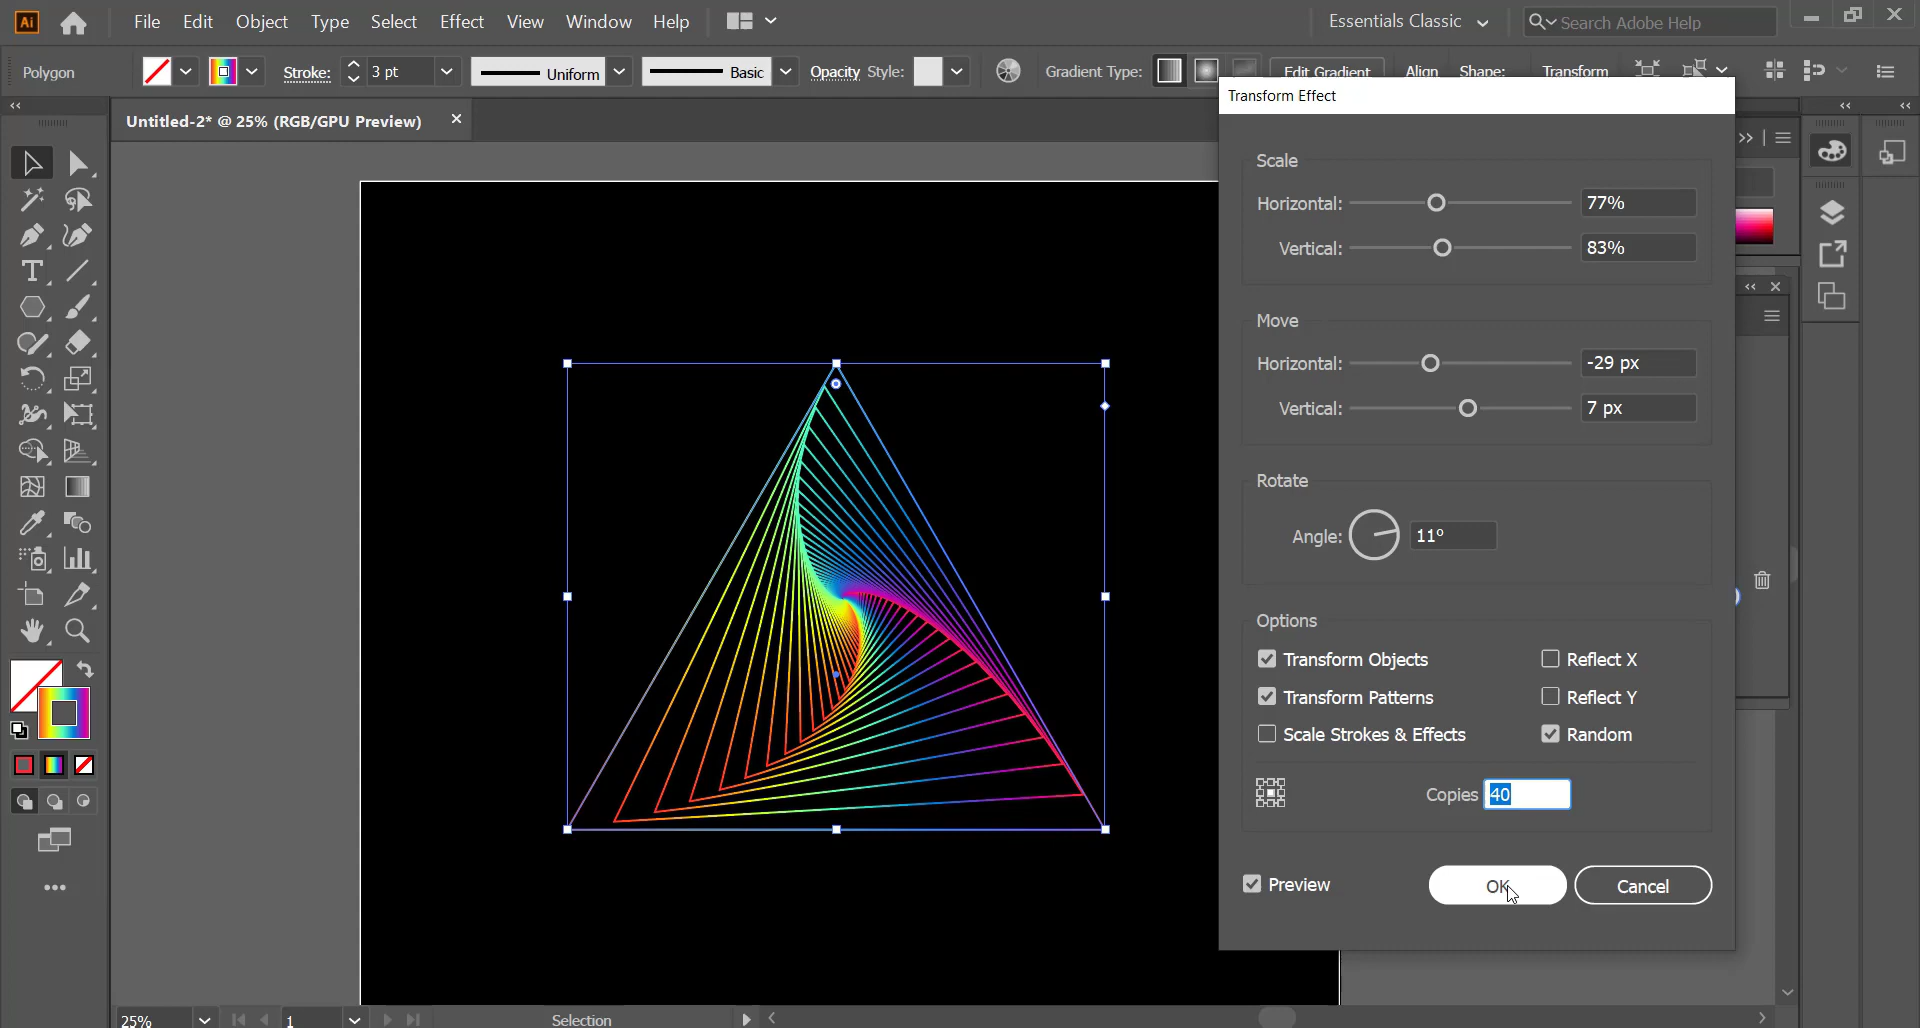 Ai
File Edit Object Type Select Effect View Window Help
Essentials Classic
Search Adobe Help
Polygon
Stroke: 3 pt
Uniform
Basic
Opacity Style:
Gradient Type:
Edit Gradient
Align
Shape:
Transform
Untitled-2* @ 25% (RGB/GPU Preview)
Transform Effect
Scale
Horizontal: 77%
Vertical: 83%
Move
Horizontal: -29 px
Vertical: 7 px
Rotate
Angle: 11°
Options
Transform Objects
Reflect X
Transform Patterns
Reflect Y
Scale Strokes & Effects
Random
Copies 40
Preview
OK
Cancel
25%
1
Selection